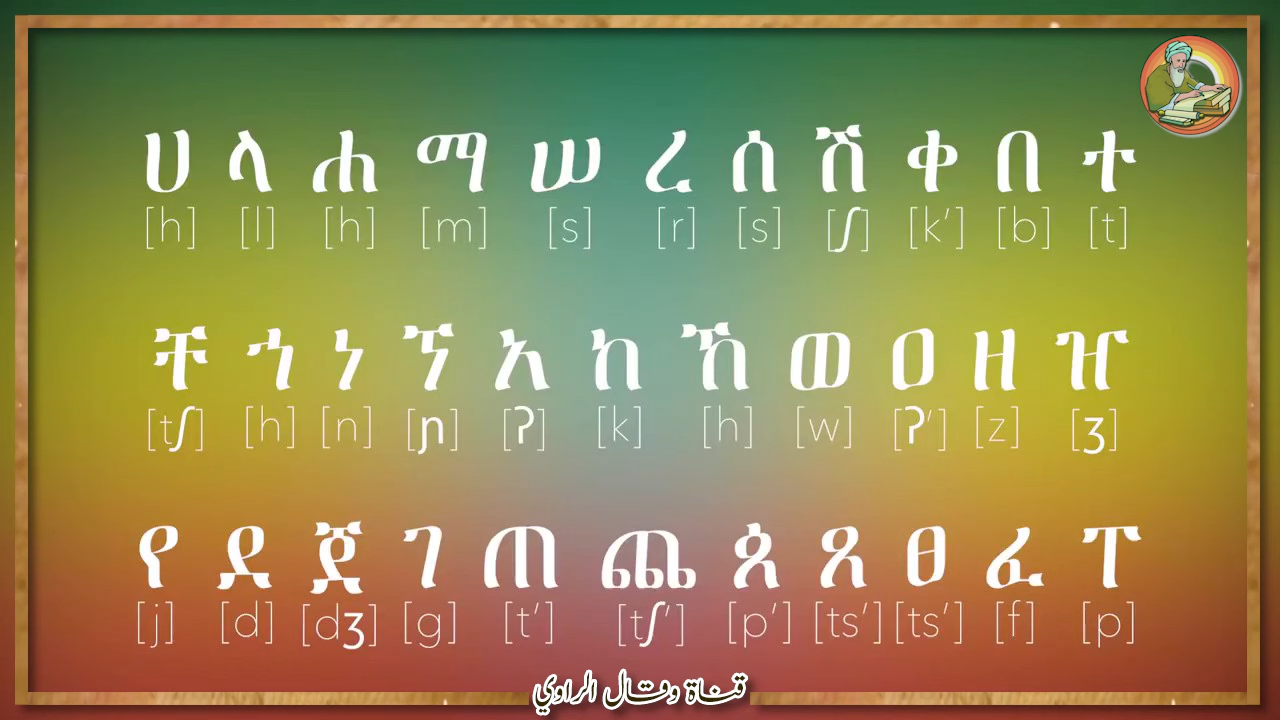 ሀ ላ ሐ ማ ሠ ረ ሰ ሽ ቀ በ ተ
[h] [l] [h] [m] [s] [r] [s] [ʃ] [k′] [b] [t]
ቸ ኀ ነ ኘ አ ከ ኸ ወ ዐ ዘ ዠ
[tʃ] [h] [n] [ɲ] [ʔ] [k] [h] [w] [ʔ′] [z] [ʒ]
የ ደ ጀ ገ ጠ ጨ ጰ ጸ ፀ ፈ ፐ
[j] [d] [dʒ] [g] [t′] [tʃ′] [p′] [ts′] [ts′] [f] [p]
قناة وقال الراوي